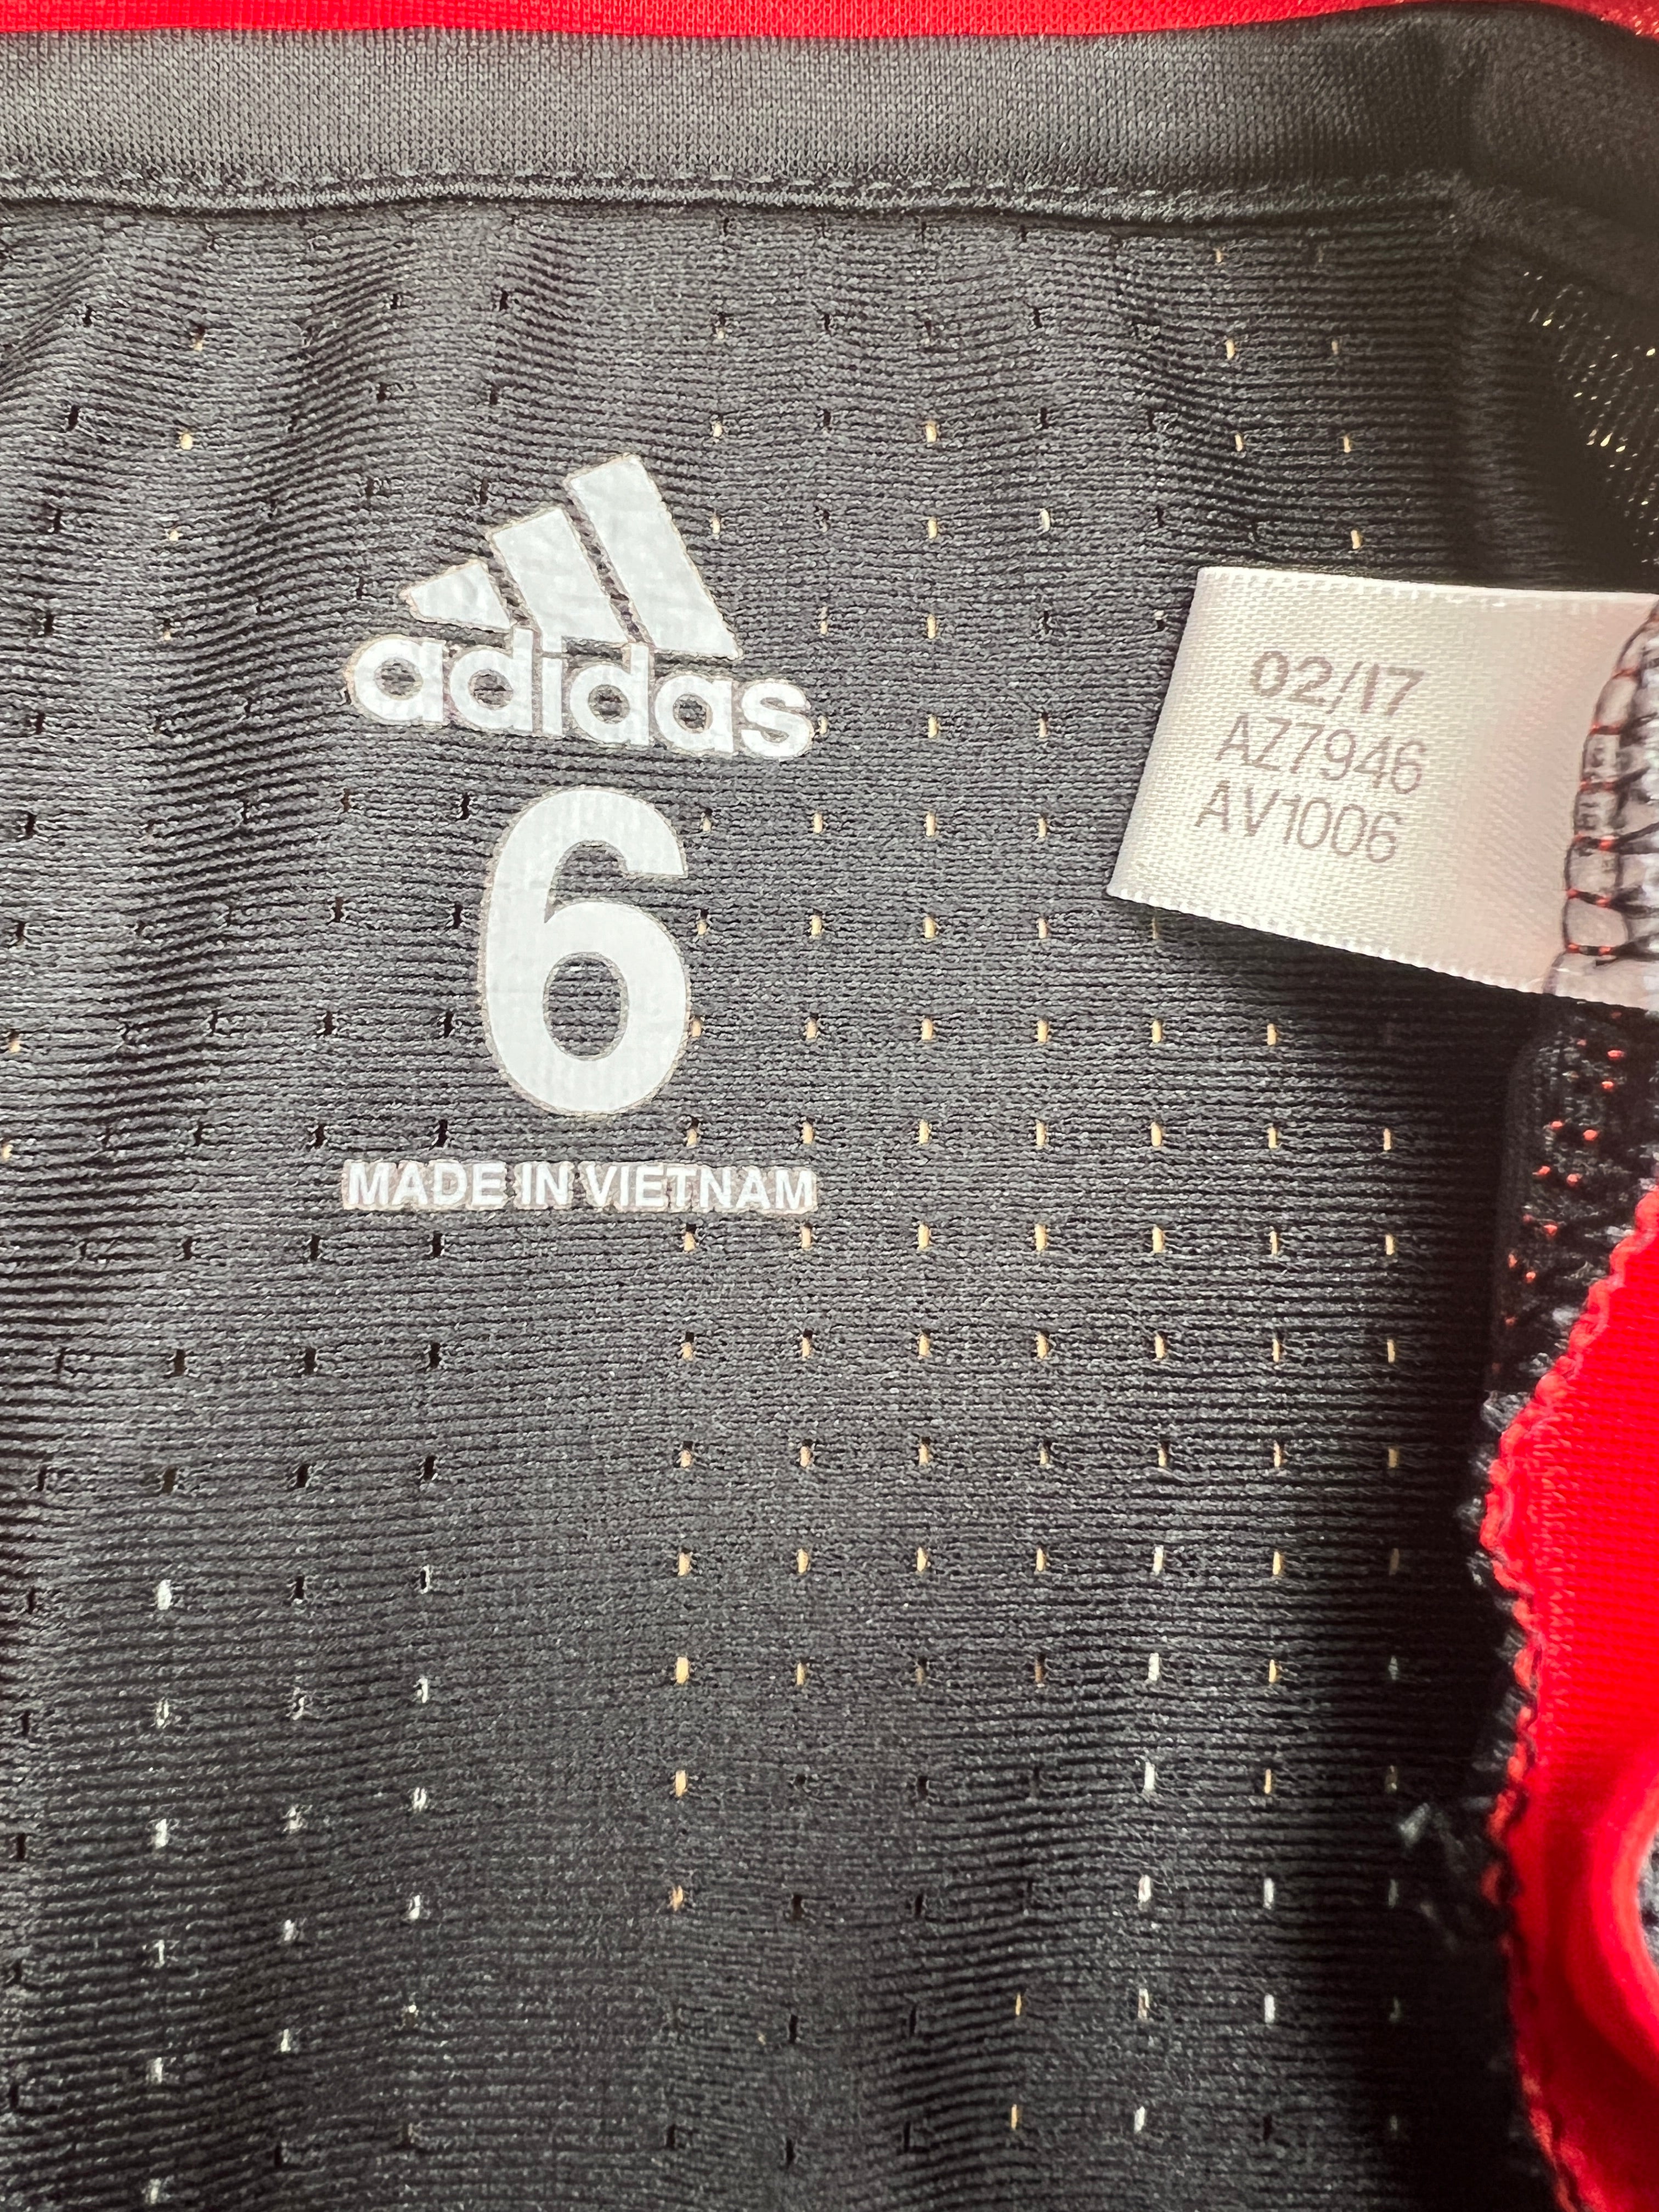 adidas
6
MADE IN VIETNAM
02/17
AZ7946
AV1006